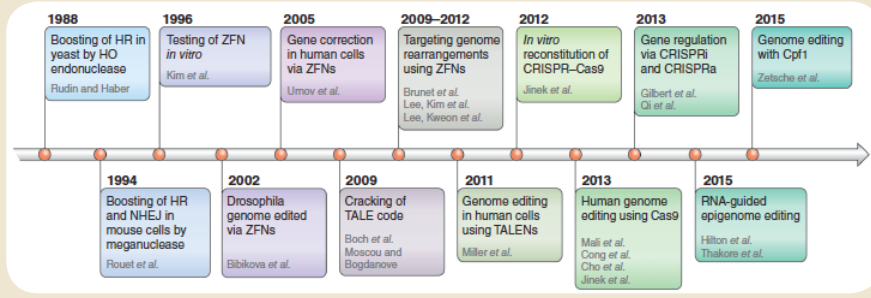 1988
Boosting of HR in
yeast by HO
endonuclease
Rudin and Haber
1996
Testing of ZFN
in vitro
Kim et al.
2005
Gene correction
in human cells
via ZFNs
Urnov et al.
2009–2012
Targeting genome
rearrangements
using ZFNs
Brunet et al.
Lee, Kim et al.
Lee, Kweon et al.
2012
In vitro
reconstitution of
CRISPR–Cas9
Jinek et al.
2013
Gene regulation
via CRISPRi
and CRISPRa
Gilbert et al.
Qi et al.
2015
Genome editing
with Cpf1
Zetsche et al.
1994
Boosting of HR
and NHEJ in
mouse cells by
meganuclease
Rouet et al.
2002
Drosophila
genome edited
via ZFNs
Bibikova et al.
2009
Cracking of
TALE code
Boch et al.
Moscou and
Bogdanove
2011
Genome editing
in human cells
using TALENs
Miller et al.
2013
Human genome
editing using Cas9
Mali et al.
Cong et al.
Cho et al.
Jinek et al.
2015
RNA-guided
epigenome editing
Hilton et al.
Thakore et al.